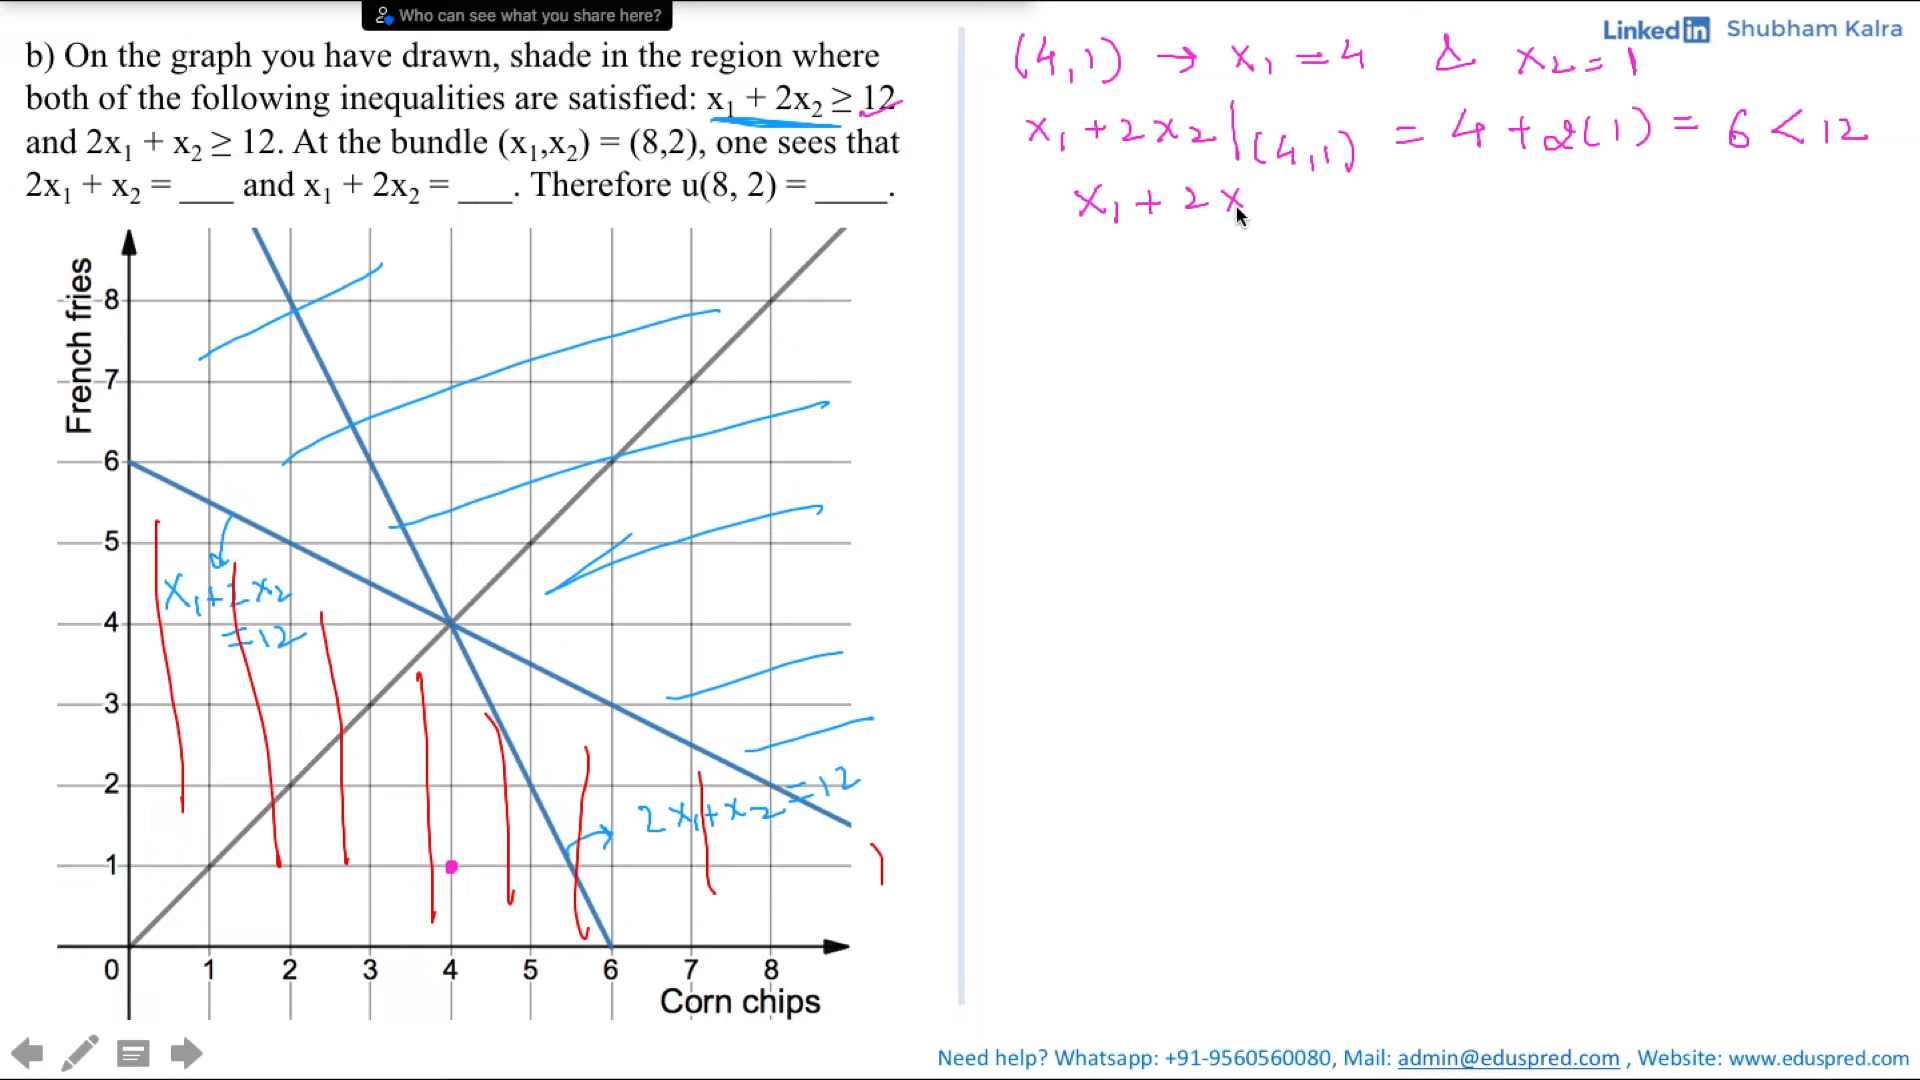 Who can see what you share here?
LinkedIn Shubham Kalra
b) On the graph you have drawn, shade in the region where
both of the following inequalities are satisfied: x₁ + 2x₂ ≥ 12
and 2x₁ + x₂ ≥ 12. At the bundle (x₁,x₂) = (8,2), one sees that
2x₁ + x₂ = ___ and x₁ + 2x₂ = ___. Therefore u(8, 2) = ____.
(4,1) → x₁ = 4 & x₂ = 1
x₁ + 2x₂ |(4,1) = 4 + 2(1) = 6 < 12
x₁ + 2x
French fries
8
7
6
5
x₁ + 2x₂
= 12
4
3
2
2x₁ + x₂ = 12
1
0 1 2 3 4 5 6 7 8
Corn chips
Need help? Whatsapp: +91-9560560080, Mail: admin@eduspred.com , Website: www.eduspred.com